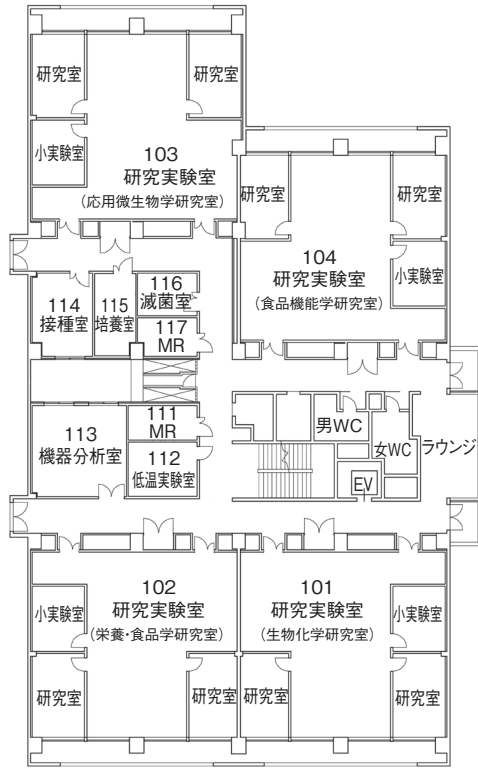 研究室
研究室
小実験室
103
研究実験室
(応用微生物学研究室)
研究室
研究室
104
研究実験室
(食品機能学研究室)
小実験室
114
接種室
115
培養室
116
滅菌室
117
MR
113
機器分析室
111
MR
112
低温実験室
男WC
女WC
ラウンジ
EV
102
研究実験室
(栄養・食品学研究室)
小実験室
研究室
研究室
101
研究実験室
(生物化学研究室)
小実験室
研究室
研究室